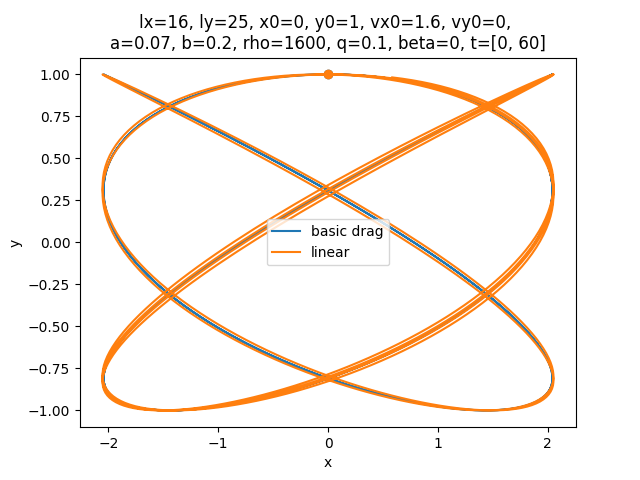 lx=16, ly=25, x0=0, y0=1, vx0=1.6, vy0=0,
a=0.07, b=0.2, rho=1600, q=0.1, beta=0, t=[0, 60]
1.00
0.75
0.50
0.25
0.00
−0.25
−0.50
−0.75
−1.00
y
basic drag
linear
−2
−1
0
1
2
x